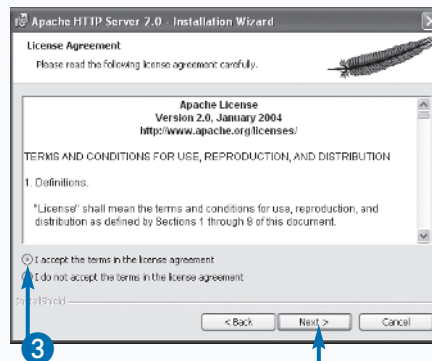 Apache HTTP Server 2.0 - Installation Wizard
License Agreement
Please read the following license agreement carefully.
Apache License
Version 2.0, January 2004
http://www.apache.org/licenses/
TERMS AND CONDITIONS FOR USE, REPRODUCTION, AND DISTRIBUTION
1. Definitions.
"License" shall mean the terms and conditions for use, reproduction, and
distribution as defined by Sections 1 through 9 of this document.
I accept the terms in the license agreement
I do not accept the terms in the license agreement
InstallShield
< Back Next > Cancel
3